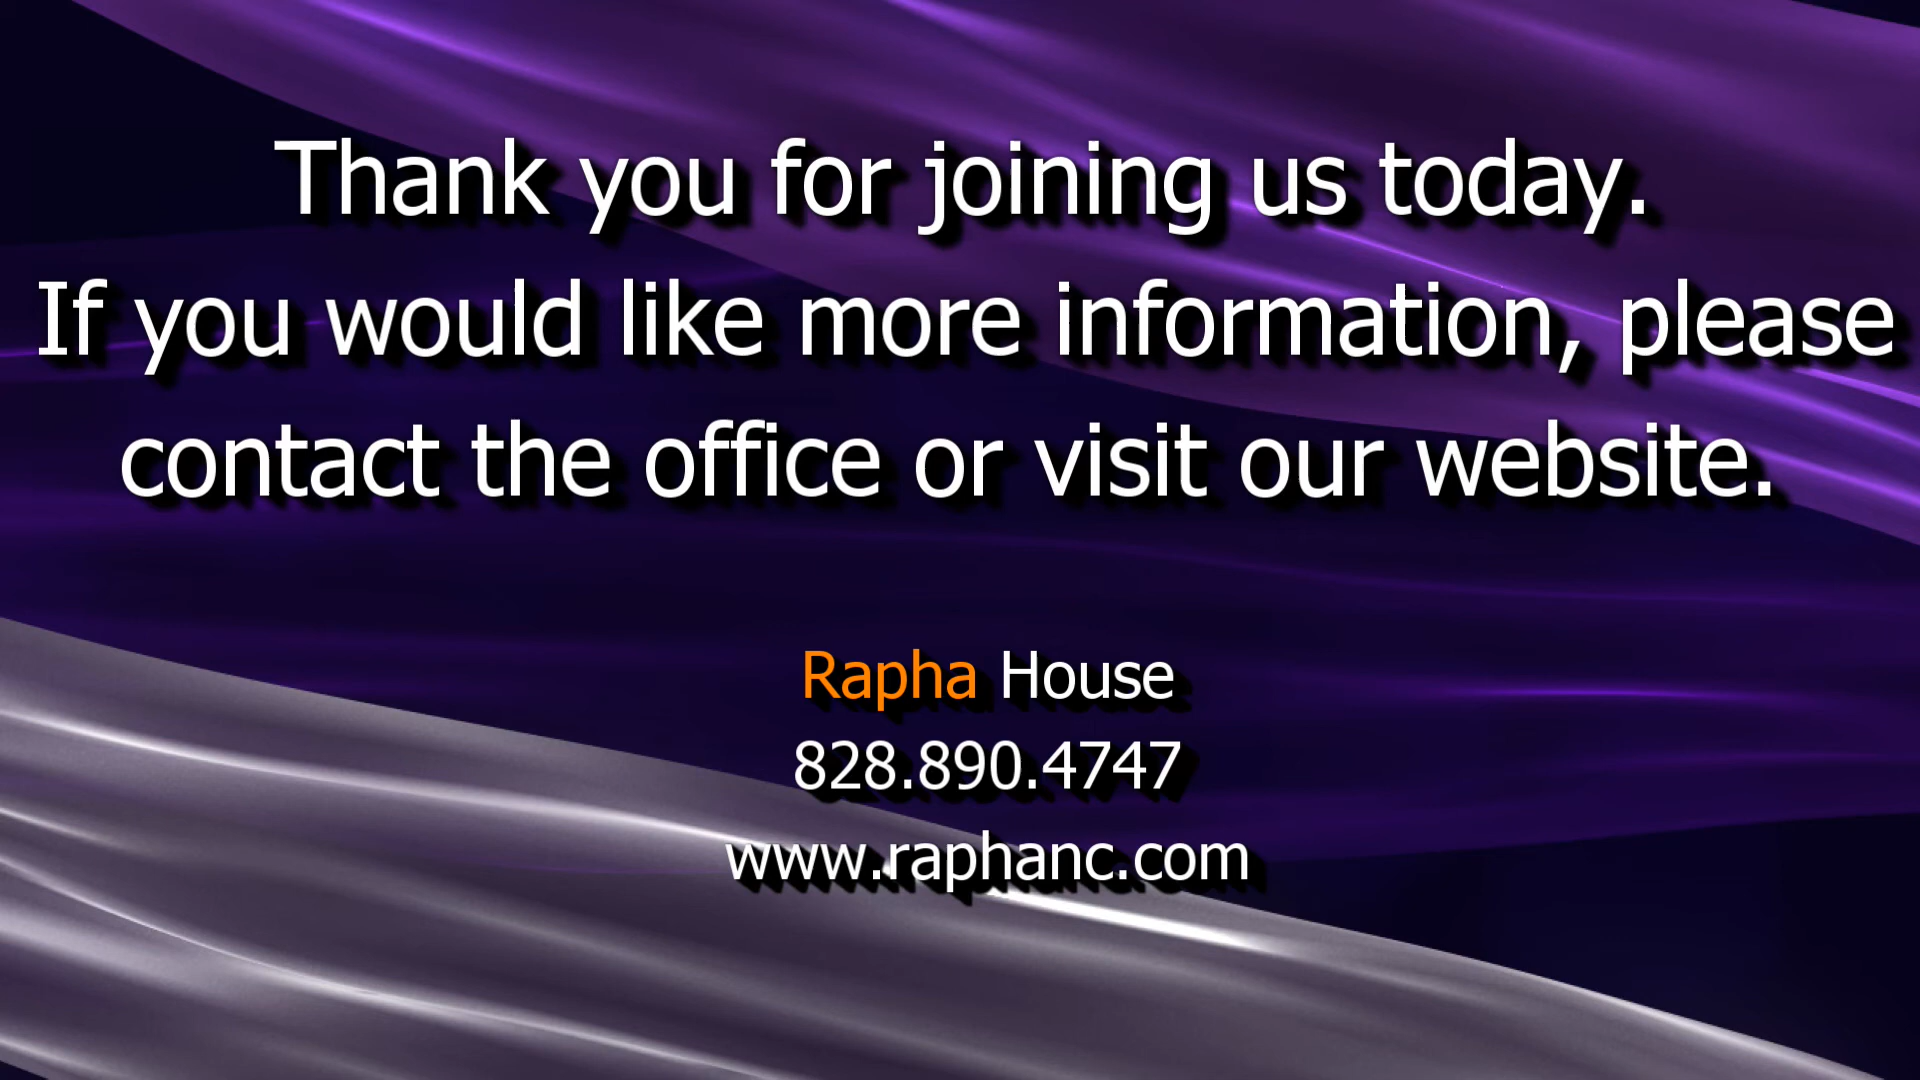 Thank you for joining us today.
If you would like more information, please
contact the office or visit our website.
Rapha House
828.890.4747
www.raphanc.com